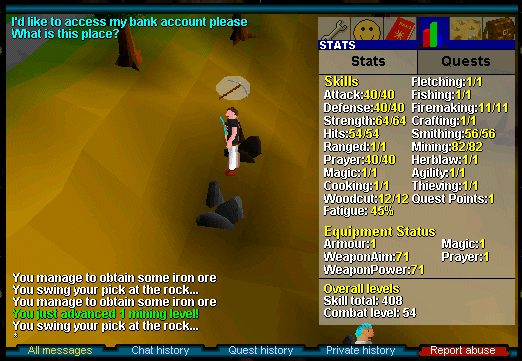 I'd like to access my bank account please
What is this place?
STATS
Stats Quests
Skills Fletching:1/1
Attack:40/40 Fishing:1/1
Defense:40/40 Firemaking:11/11
Strength:64/64 Crafting:1/1
Hits:54/54 Smithing:56/56
Ranged:1/1 Mining:82/82
Prayer:40/40 Herblaw:1/1
Magic:1/1 Agility:1/1
Cooking:1/1 Thieving:1/1
Woodcut:12/12 Quest Points:1
Fatigue: 45%
Equipment Status
Armour:1 Magic:1
WeaponAim:71 Prayer:1
WeaponPower:71
Overall levels
Skill total: 408
Combat level: 54
You manage to obtain some iron ore
You swing your pick at the rock...
You manage to obtain some iron ore
You just advanced 1 mining level!
You swing your pick at the rock...
*
All messages Chat history Quest history Private history Report abuse